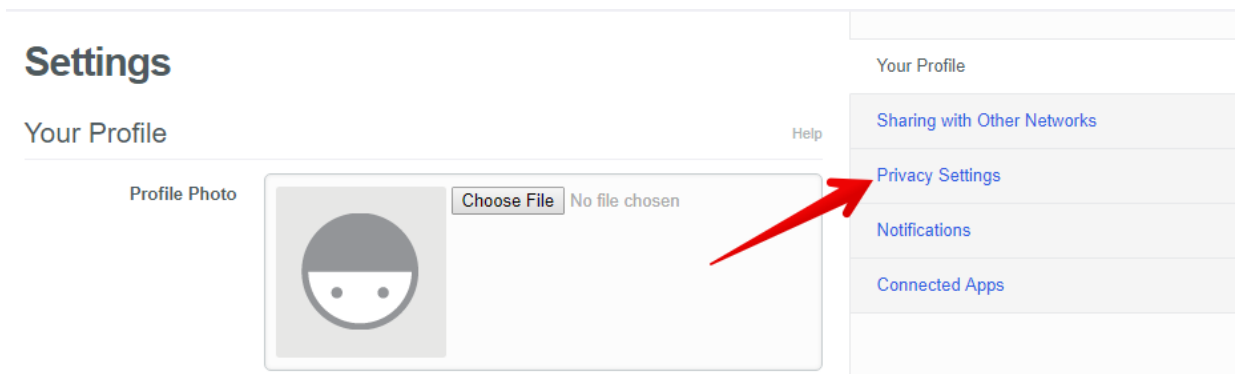 Settings
Your Profile
Help
Profile Photo
Choose File No file chosen
Your Profile
Sharing with Other Networks
Privacy Settings
Notifications
Connected Apps